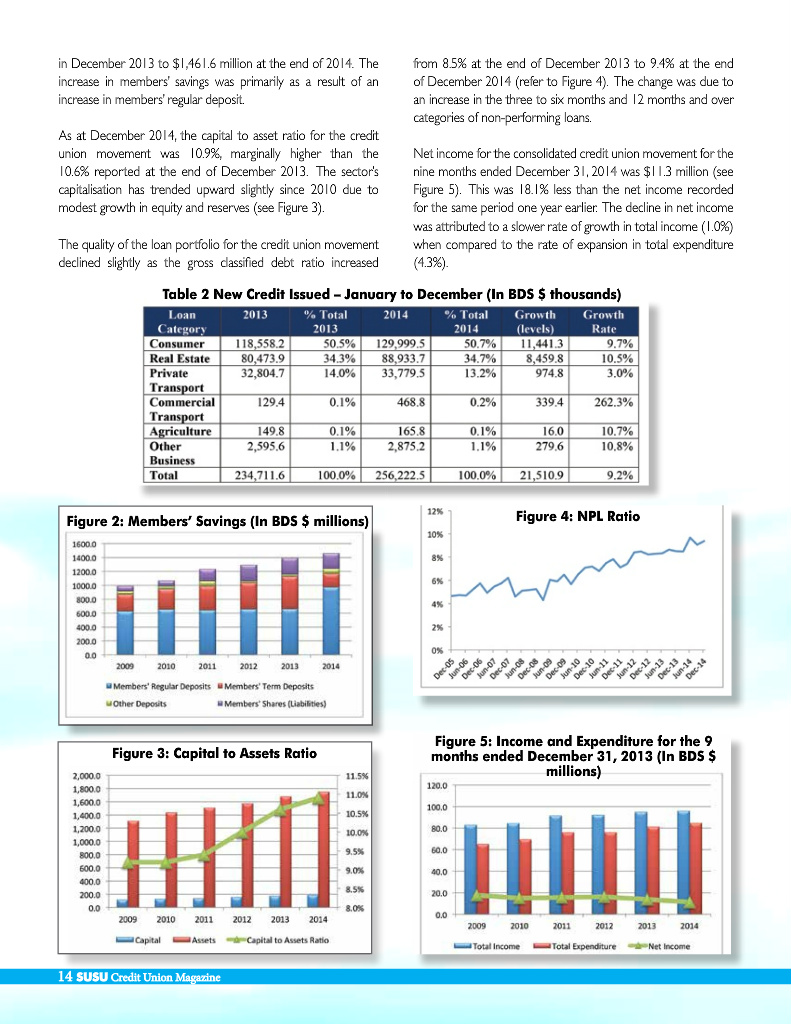 in December 2013 to $1,461.6 million at the end of 2014. The
increase in members' savings was primarily as a result of an
increase in members' regular deposit.
As at December 2014, the capital to asset ratio for the credit
union movement was 10.9%, marginally higher than the
10.6% reported at the end of December 2013. The sector's
capitalisation has trended upward slightly since 2010 due to
modest growth in equity and reserves (see Figure 3).
The quality of the loan portfolio for the credit union movement
declined slightly as the gross classified debt ratio increased
from 8.5% at the end of December 2013 to 9.4% at the end
of December 2014 (refer to Figure 4). The change was due to
an increase in the three to six months and 12 months and over
categories of non-performing loans.
Net income for the consolidated credit union movement for the
nine months ended December 31, 2014 was $11.3 million (see
Figure 5). This was 18.1% less than the net income recorded
for the same period one year earlier. The decline in net income
was attributed to a slower rate of growth in total income (1.0%)
when compared to the rate of expansion in total expenditure
(4.3%).
Table 2 New Credit Issued – January to December (In BDS $ thousands)
Loan Category 2013 % Total 2013 2014 % Total 2014 Growth (levels) Growth Rate
Consumer 118,558.2 50.5% 129,999.5 50.7% 11,441.3 9.7%
Real Estate 80,473.9 34.3% 88,933.7 34.7% 8,459.8 10.5%
Private Transport 32,804.7 14.0% 33,779.5 13.2% 974.8 3.0%
Commercial Transport 129.4 0.1% 468.8 0.2% 339.4 262.3%
Agriculture 149.8 0.1% 165.8 0.1% 16.0 10.7%
Other Business 2,595.6 1.1% 2,875.2 1.1% 279.6 10.8%
Total 234,711.6 100.0% 256,222.5 100.0% 21,510.9 9.2%
Figure 2: Members' Savings (In BDS $ millions)
1600.0
1400.0
1200.0
1000.0
800.0
600.0
400.0
200.0
0.0
2009 2010 2011 2012 2013 2014
Members' Regular Deposits Members' Term Deposits
Other Deposits Members' Shares (Liabilities)
Figure 4: NPL Ratio
12%
10%
8%
6%
4%
2%
0%
Dec-05 Jun-06 Dec-06 Jun-07 Dec-07 Jun-08 Dec-08 Jun-09 Dec-09 Jun-10 Dec-10 Jun-11 Dec-11 Jun-12 Dec-12 Jun-13 Dec-13 Jun-14 Dec-14
Figure 3: Capital to Assets Ratio
2,000.0 11.5%
1,800.0
1,600.0 11.0%
1,400.0 10.5%
1,200.0 10.0%
1,000.0
800.0 9.5%
600.0 9.0%
400.0
200.0 8.5%
0.0 8.0%
2009 2010 2011 2012 2013 2014
Capital Assets Capital to Assets Ratio
Figure 5: Income and Expenditure for the 9
months ended December 31, 2013 (In BDS $
millions)
120.0
100.0
80.0
60.0
40.0
20.0
0.0
2009 2010 2011 2012 2013 2014
Total Income Total Expenditure Net Income
14 SUSU Credit Union Magazine